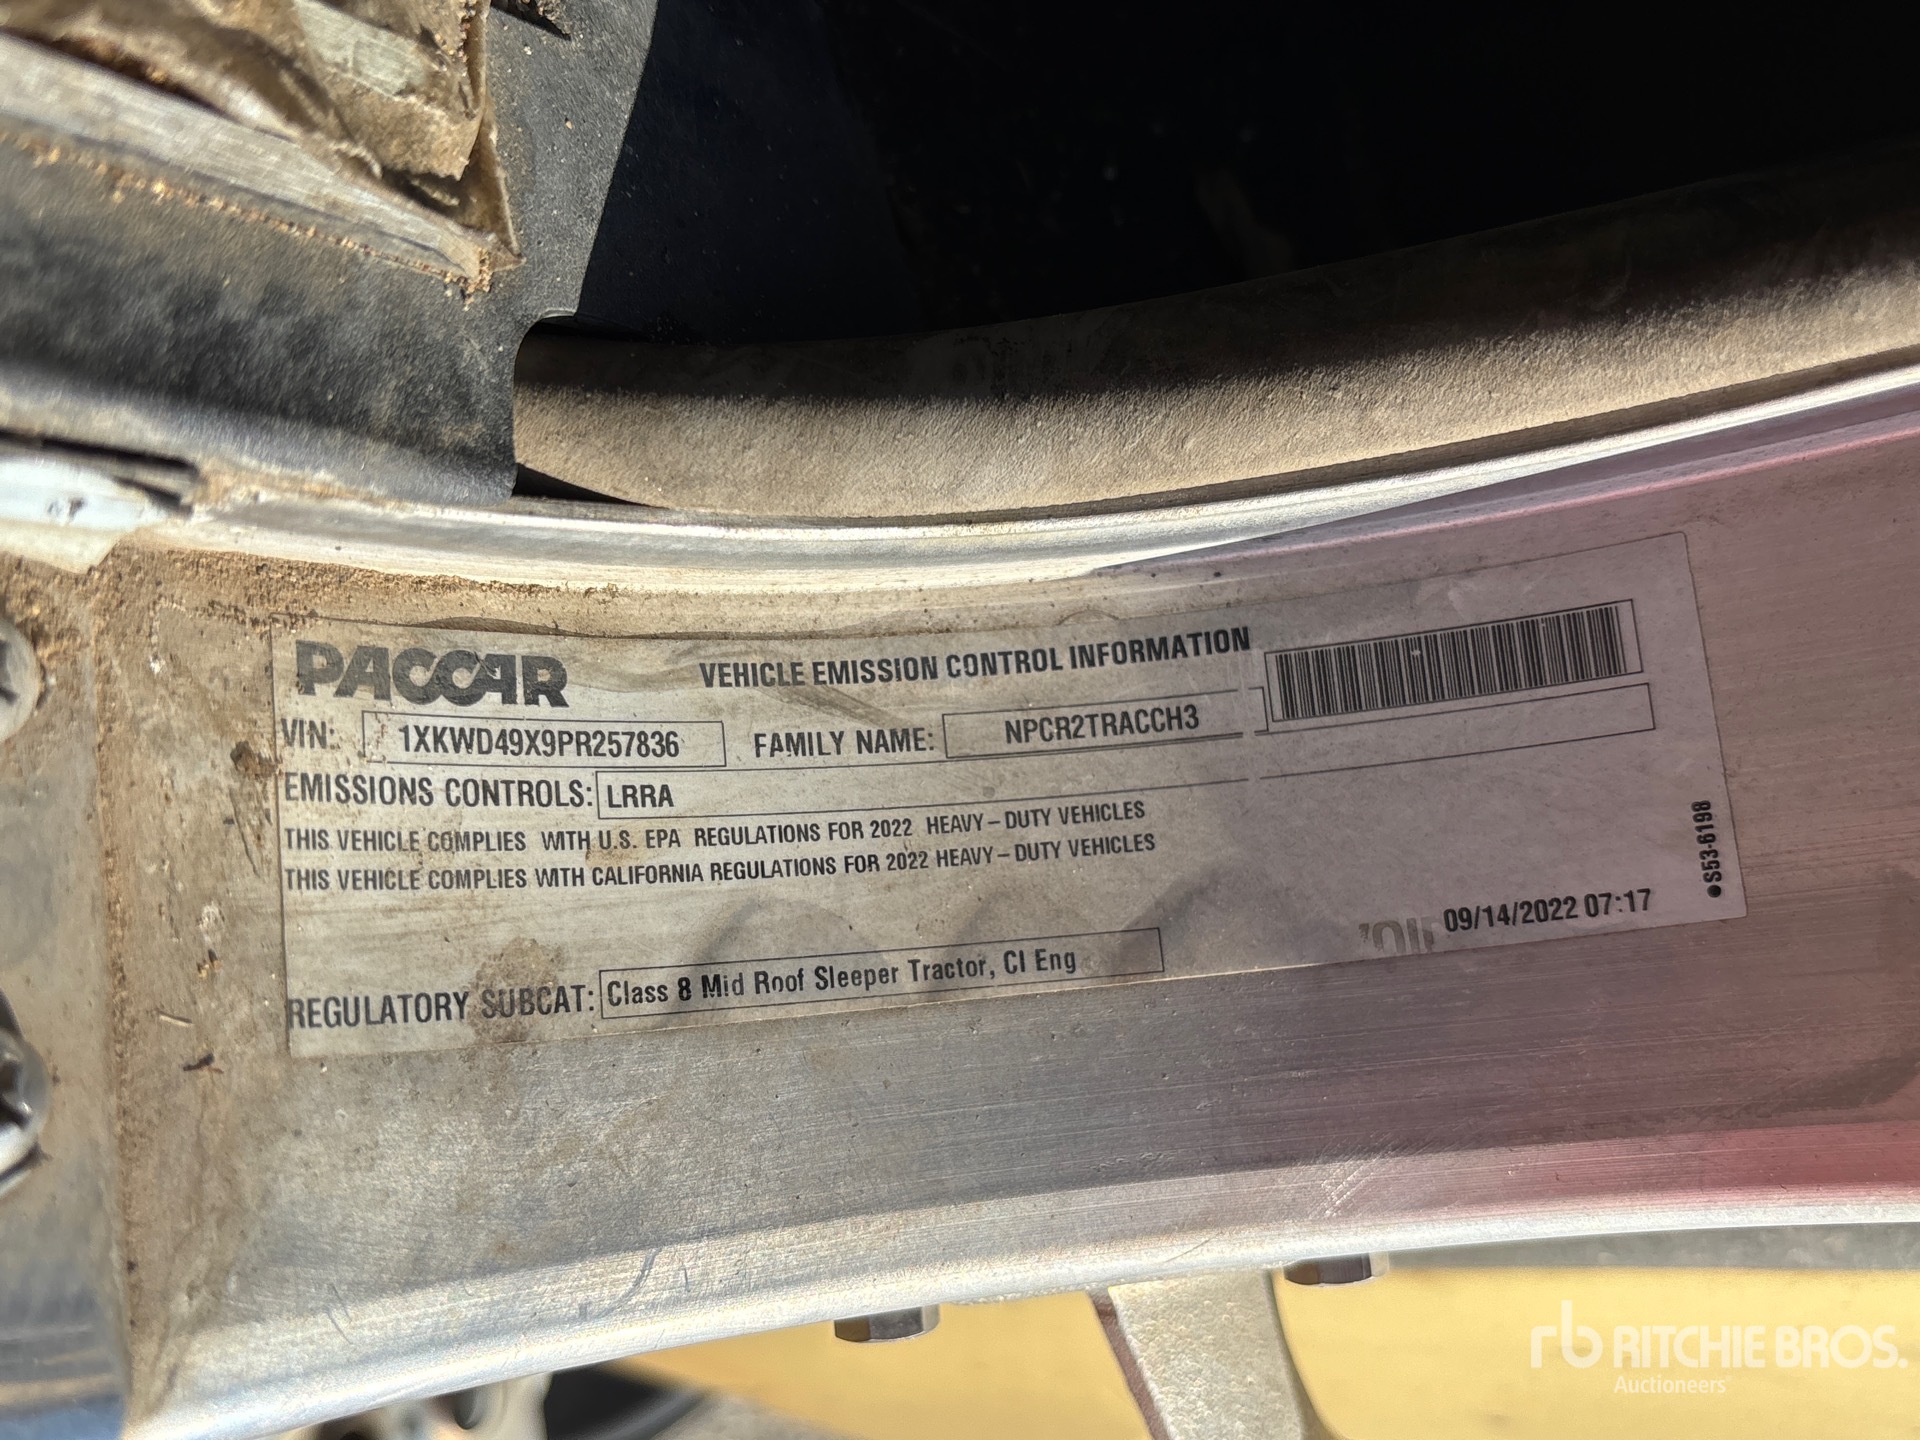 PACCAR VEHICLE EMISSION CONTROL INFORMATION
VIN: 1XKWD49X9PR257836 FAMILY NAME: NPCR2TRACCH3
EMISSIONS CONTROLS: LRRA
THIS VEHICLE COMPLIES WITH U.S. EPA REGULATIONS FOR 2022 HEAVY-DUTY VEHICLES
THIS VEHICLE COMPLIES WITH CALIFORNIA REGULATIONS FOR 2022 HEAVY-DUTY VEHICLES
09/14/2022 07:17
REGULATORY SUBCAT: Class 8 Mid Roof Sleeper Tractor, CI Eng
●S53-6198
rb RITCHIE BROS.
Auctioneers